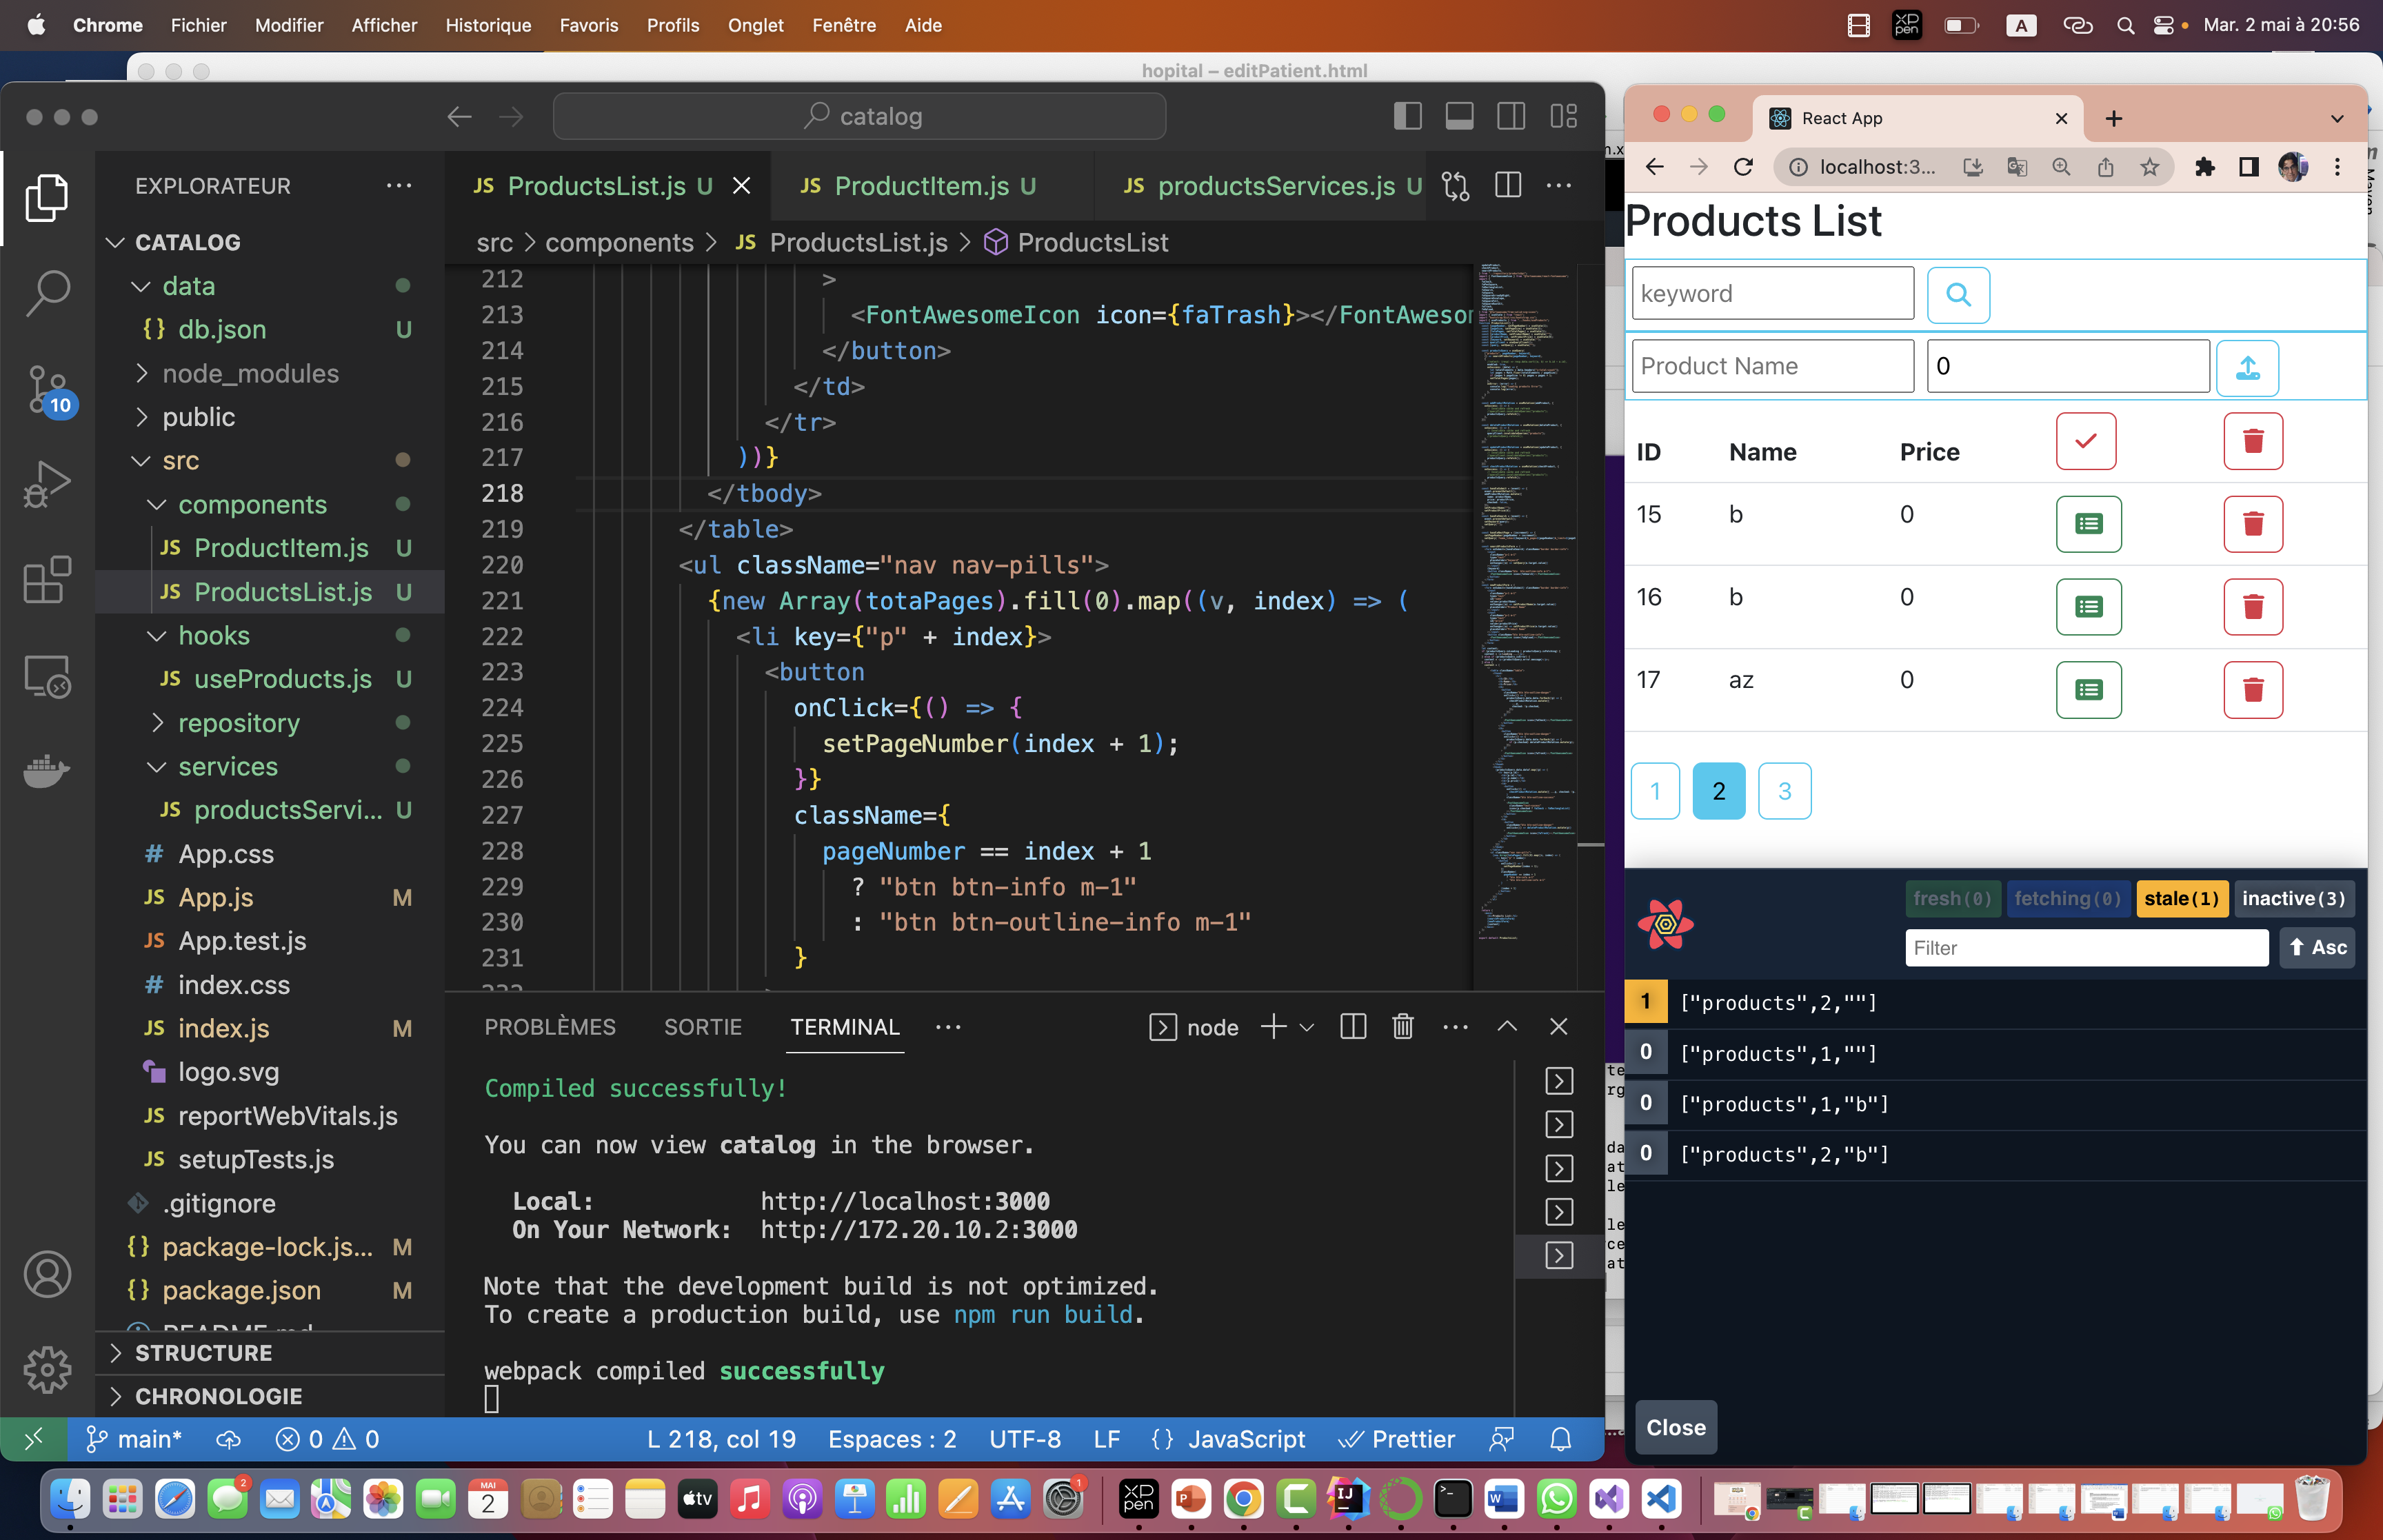 Chrome Fichier Modifier Afficher Historique Favoris Profils Onglet Fenêtre Aide
XP pen A Mar. 2 mai à 20:56
hopital – editPatient.html
catalog
EXPLORATEUR
CATALOG
data
{} db.json U
node_modules
public
src
components
JS ProductItem.js U
JS ProductsList.js U
hooks
JS useProducts.js U
repository
services
JS productsServi... U
# App.css
JS App.js M
JS App.test.js
# index.css
JS index.js M
logo.svg
JS reportWebVitals.js
JS setupTests.js
.gitignore
{} package-lock.js... M
{} package.json M
README.md
STRUCTURE
CHRONOLOGIE
10
JS ProductsList.js U JS ProductItem.js U JS productsServices.js U
src > components > JS ProductsList.js > ProductsList
212 >
213 <FontAwesomeIcon icon={faTrash}></FontAweso
214 </button>
215 </td>
216 </tr>
217 ))}
218 </tbody>
219 </table>
220 <ul className="nav nav-pills">
221 {new Array(totaPages).fill(0).map((v, index) => (
222 <li key={"p" + index}>
223 <button
224 onClick={() => {
225 setPageNumber(index + 1);
226 }}
227 className={
228 pageNumber == index + 1
229 ? "btn btn-info m-1"
230 : "btn btn-outline-info m-1"
231 }
PROBLÈMES SORTIE TERMINAL node
Compiled successfully!
You can now view catalog in the browser.
Local: http://localhost:3000
On Your Network: http://172.20.10.2:3000
Note that the development build is not optimized.
To create a production build, use npm run build.
webpack compiled successfully
main* 0 0 L 218, col 19 Espaces : 2 UTF-8 LF {} JavaScript Prettier
React App
localhost:3...
Products List
keyword
Product Name 0
ID Name Price
15 b 0
16 b 0
17 az 0
1 2 3
fresh(0) fetching(0) stale(1) inactive(3)
Filter Asc
1 ["products",2,""]
0 ["products",1,""]
0 ["products",1,"b"]
0 ["products",2,"b"]
Close
2 MAI 2 tv 1 XP pen P C IJ >_ W